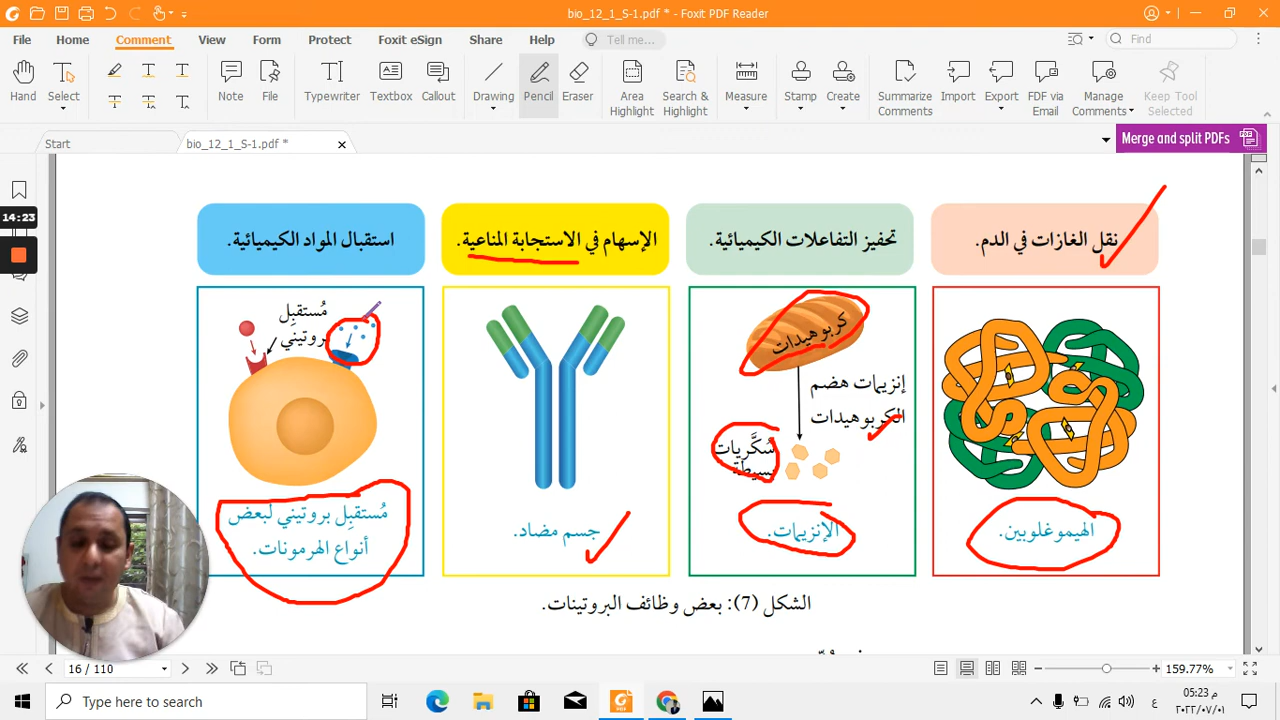 bio_12_1_S-1.pdf * - Foxit PDF Reader
File Home Comment View Form Protect Foxit eSign Share Help Tell me... Find
Hand Select Note File Typewriter Textbox Callout Drawing Pencil Eraser Area Highlight Search & Highlight Measure Stamp Create Summarize Comments Import Export FDF via Email Manage Comments Keep Tool Selected
Start bio_12_1_S-1.pdf * Merge and split PDFs
14:23
نقل الغازات في الدم.
تحفيز التفاعلات الكيميائية.
الإسهام في الاستجابة المناعية.
استقبال المواد الكيميائية.
كربوهيدات
إنزيمات هضم
الكربوهيدات
سُكَّريات
بسيطة
مُستقبِل
بروتيني
الهيموغلوبين.
الإنزيمات.
جسم مضاد.
مُستقبِل بروتيني لبعض
أنواع الهرمونات.
الشكل (7): بعض وظائف البروتينات.
16 / 110 159.77%
Type here to search
ع
05:23 م
٢٠٢٢/٠٧/٠١